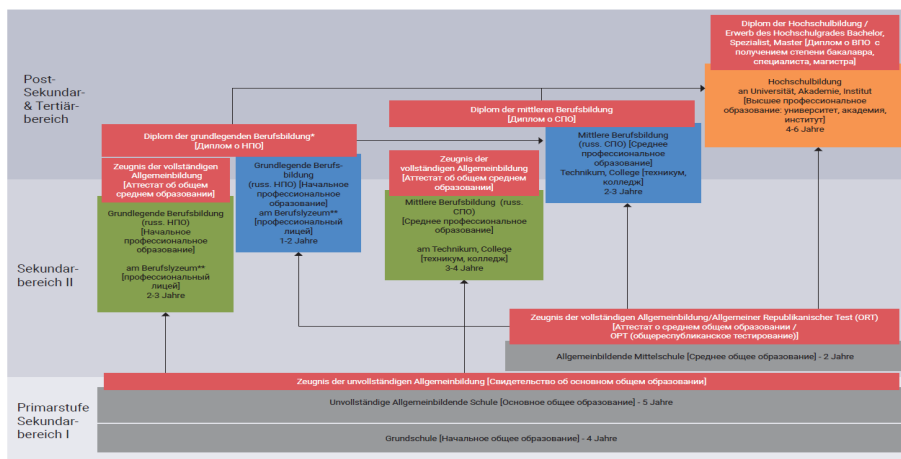 Diplom der Hochschulbildung /
Erwerb des Hochschulgrades Bachelor,
Spezialist, Master [Диплом о ВПО с
получением степени бакалавра,
специалиста, магистра]
Post-
Sekundar-
& Tertiär-
bereich
Hochschulbildung
an Universität, Akademie, Institut
[Высшее профессиональное
образование: университет, академия,
институт]
4-6 Jahre
Diplom der mittleren Berufsbildung
[Диплом о СПО]
Diplom der grundlegenden Berufsbildung*
[Диплом о НПО]
Mittlere Berufsbildung
(russ. СПО) [Среднее
профессиональное
образование]
Technikum, College [техникум,
колледж]
2-3 Jahre
Zeugnis der vollständigen
Allgemeinbildung
[Аттестат об общем
среднем образовании]
Grundlegende Berufs-
bildung
(russ. НПО) [Начальное
профессиональное
образование]
am Berufslyzeum**
[профессиональный
лицей]
1-2 Jahre
Zeugnis der
vollständigen Allgemeinbildung
[Аттестат об общем среднем
образовании]
Sekundar-
bereich II
Grundlegende Berufsbildung
(russ. НПО)
[Начальное
профессиональное
образование]
am Berufslyzeum**
[профессиональный
лицей]
2-3 Jahre
Mittlere Berufsbildung (russ.
СПО)
[Среднее профессиональное
образование]
am Technikum, College
[техникум, колледж]
3-4 Jahre
Zeugnis der vollständigen Allgemeinbildung/Allgemeiner Republikanischer Test (ORT)
[Аттестат о среднем общем образовании /
ОРТ (общереспубликанское тестирование)]
Allgemeinbildende Mittelschule [Среднее общее образование] - 2 Jahre
Zeugnis der unvollständigen Allgemeinbildung [Свидетельство об основном общем образовании]
Primarstufe
Sekundar-
bereich I
Unvollständige Allgemeinbildende Schule [Основное общее образование] - 5 Jahre
Grundschule [Начальное общее образование] - 4 Jahre